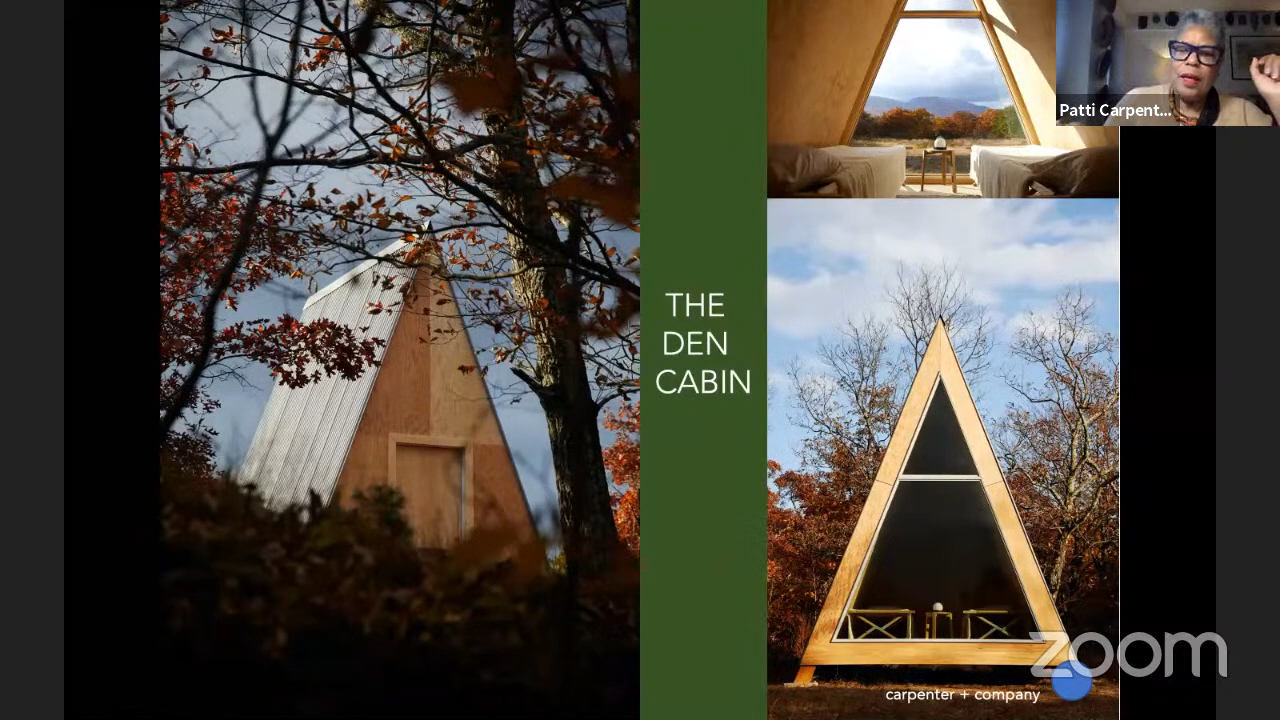 Patti Carpent...
THE
DEN
CABIN
zoom
carpenter + company